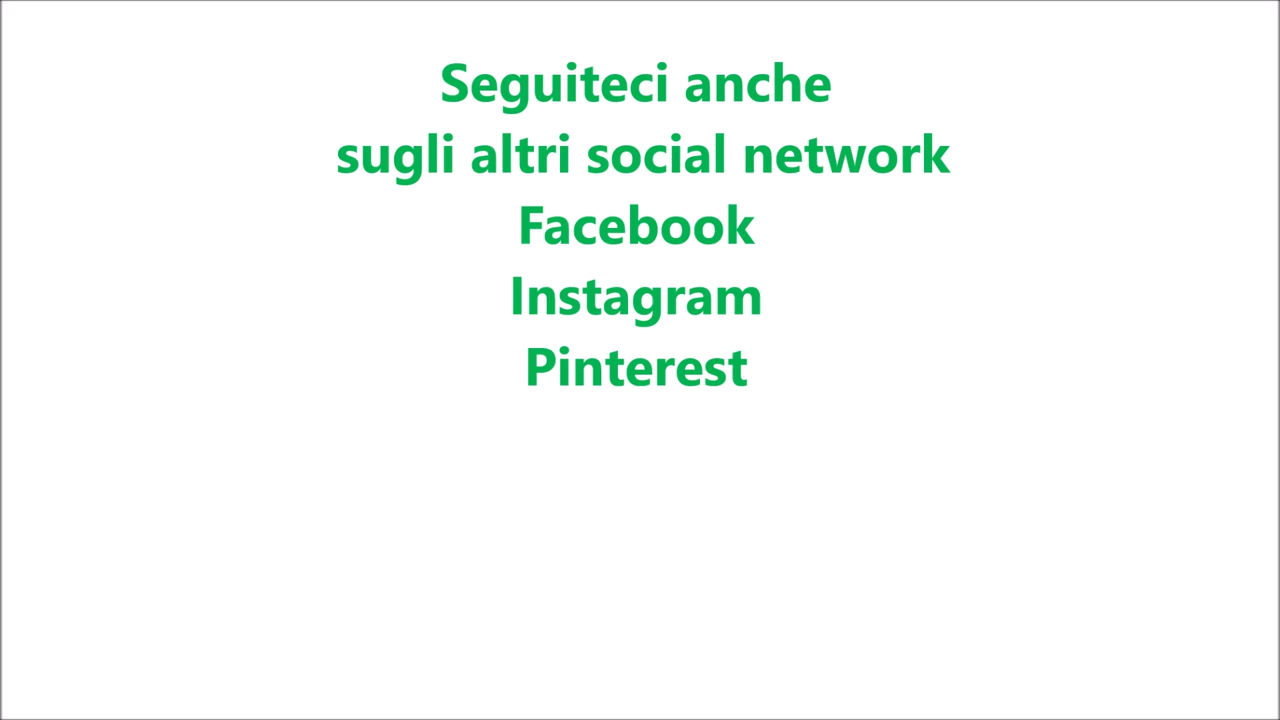 Seguiteci anche
sugli altri social network
Facebook
Instagram
Pinterest